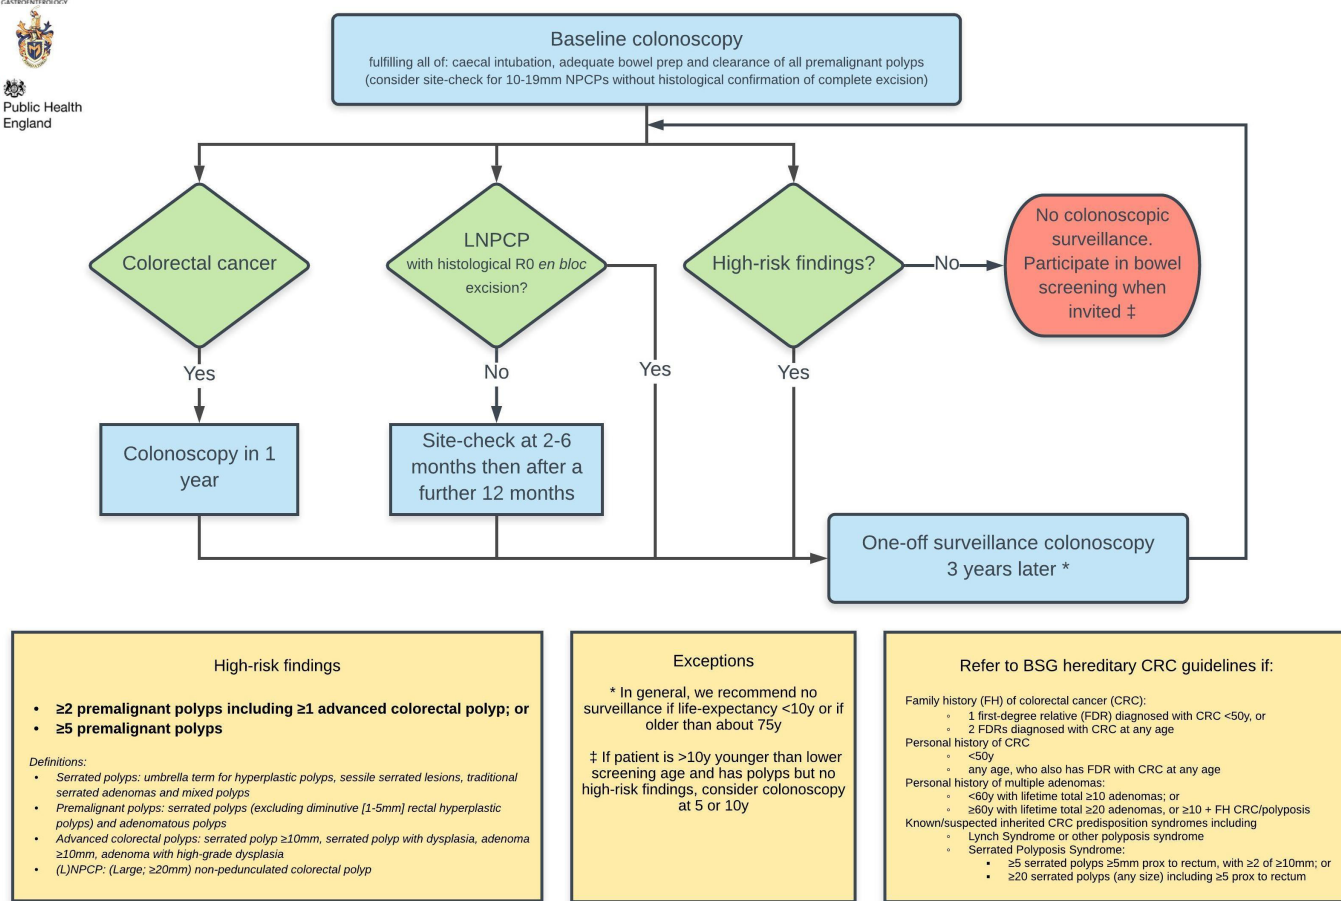 GASTROENTEROLOGY
Public Health
England
Baseline colonoscopy
fulfilling all of: caecal intubation, adequate bowel prep and clearance of all premalignant polyps
(consider site-check for 10-19mm NPCPs without histological confirmation of complete excision)
Colorectal cancer
LNPCP
with histological R0 en bloc
excision?
High-risk findings?
No
No colonoscopic
surveillance.
Participate in bowel
screening when
invited ‡
Yes
No
Yes
Yes
Colonoscopy in 1
year
Site-check at 2-6
months then after a
further 12 months
One-off surveillance colonoscopy
3 years later *
High-risk findings
• ≥2 premalignant polyps including ≥1 advanced colorectal polyp; or
• ≥5 premalignant polyps
Definitions:
• Serrated polyps: umbrella term for hyperplastic polyps, sessile serrated lesions, traditional
serrated adenomas and mixed polyps
• Premalignant polyps: serrated polyps (excluding diminutive [1-5mm] rectal hyperplastic
polyps) and adenomatous polyps
• Advanced colorectal polyps: serrated polyp ≥10mm, serrated polyp with dysplasia, adenoma
≥10mm, adenoma with high-grade dysplasia
• (L)NPCP: (Large; ≥20mm) non-pedunculated colorectal polyp
Exceptions
* In general, we recommend no
surveillance if life-expectancy <10y or if
older than about 75y
‡ If patient is >10y younger than lower
screening age and has polyps but no
high-risk findings, consider colonoscopy
at 5 or 10y
Refer to BSG hereditary CRC guidelines if:
Family history (FH) of colorectal cancer (CRC):
◦ 1 first-degree relative (FDR) diagnosed with CRC <50y, or
◦ 2 FDRs diagnosed with CRC at any age
Personal history of CRC
◦ <50y
◦ any age, who also has FDR with CRC at any age
Personal history of multiple adenomas:
◦ <60y with lifetime total ≥10 adenomas; or
◦ ≥60y with lifetime total ≥20 adenomas, or ≥10 + FH CRC/polyposis
Known/suspected inherited CRC predisposition syndromes including
◦ Lynch Syndrome or other polyposis syndrome
◦ Serrated Polyposis Syndrome:
▪ ≥5 serrated polyps ≥5mm prox to rectum, with ≥2 of ≥10mm; or
▪ ≥20 serrated polyps (any size) including ≥5 prox to rectum